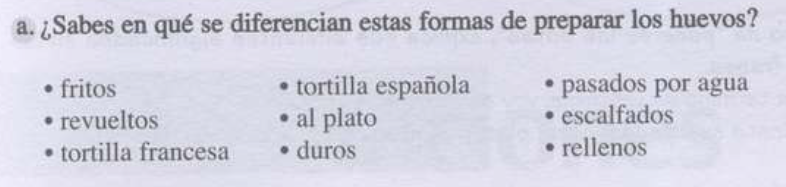 a. ¿Sabes en qué se diferencian estas formas de preparar los huevos?
• fritos
• revueltos
• tortilla francesa
• tortilla española
• al plato
• duros
• pasados por agua
• escalfados
• rellenos